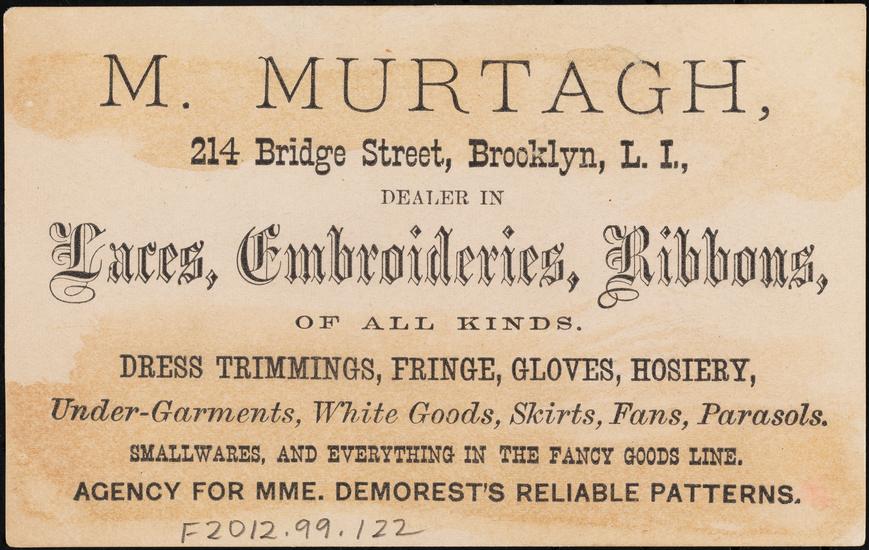 M. MURTAGH,
214 Bridge Street, Brooklyn, L. I.,
DEALER IN
Laces, Embroideries, Ribbons,
OF ALL KINDS.
DRESS TRIMMINGS, FRINGE, GLOVES, HOSIERY,
Under-Garments, White Goods, Skirts, Fans, Parasols.
SMALLWARES, AND EVERYTHING IN THE FANCY GOODS LINE.
AGENCY FOR MME. DEMOREST'S RELIABLE PATTERNS.
F2012.99.122